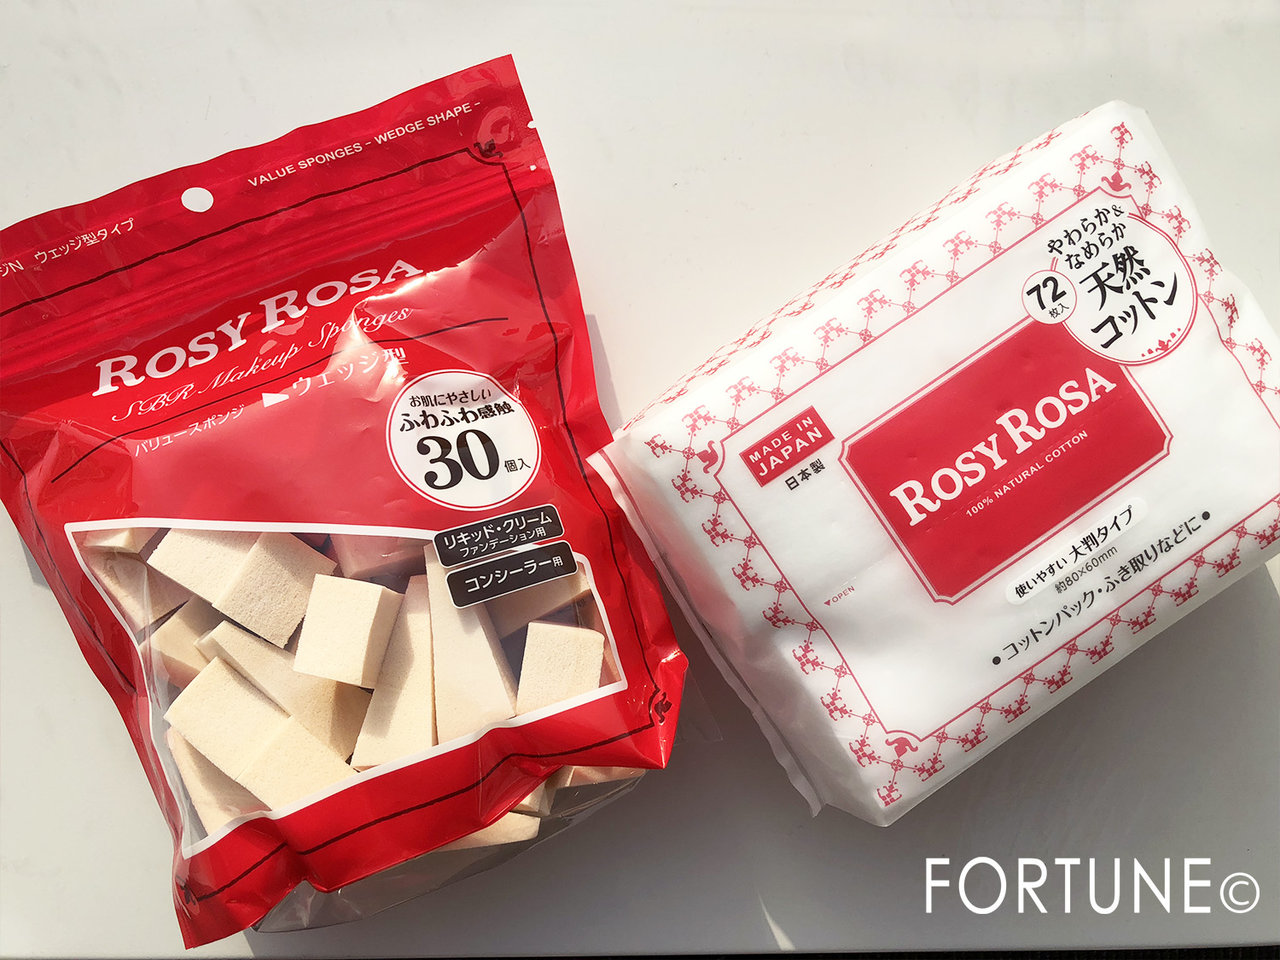 VALUE SPONGES - WEDGE SHAPE -
ジN ウェッジ型タイプ
ROSY ROSA
SBR Makeup Sponges
バリュースポンジ ウェッジ型
お肌にやさしい
ふわふわ感触
30個入
リキッド・クリーム
ファンデーション用
コンシーラー用
やわらか&
なめらか
天然
コットン
72
枚入
MADE IN
JAPAN
日本製
ROSY ROSA
100% NATURAL COTTON
使いやすい 大判タイプ
約80×60mm
▼OPEN
●コットンパック・ふき取りなどに●
FORTUNE©